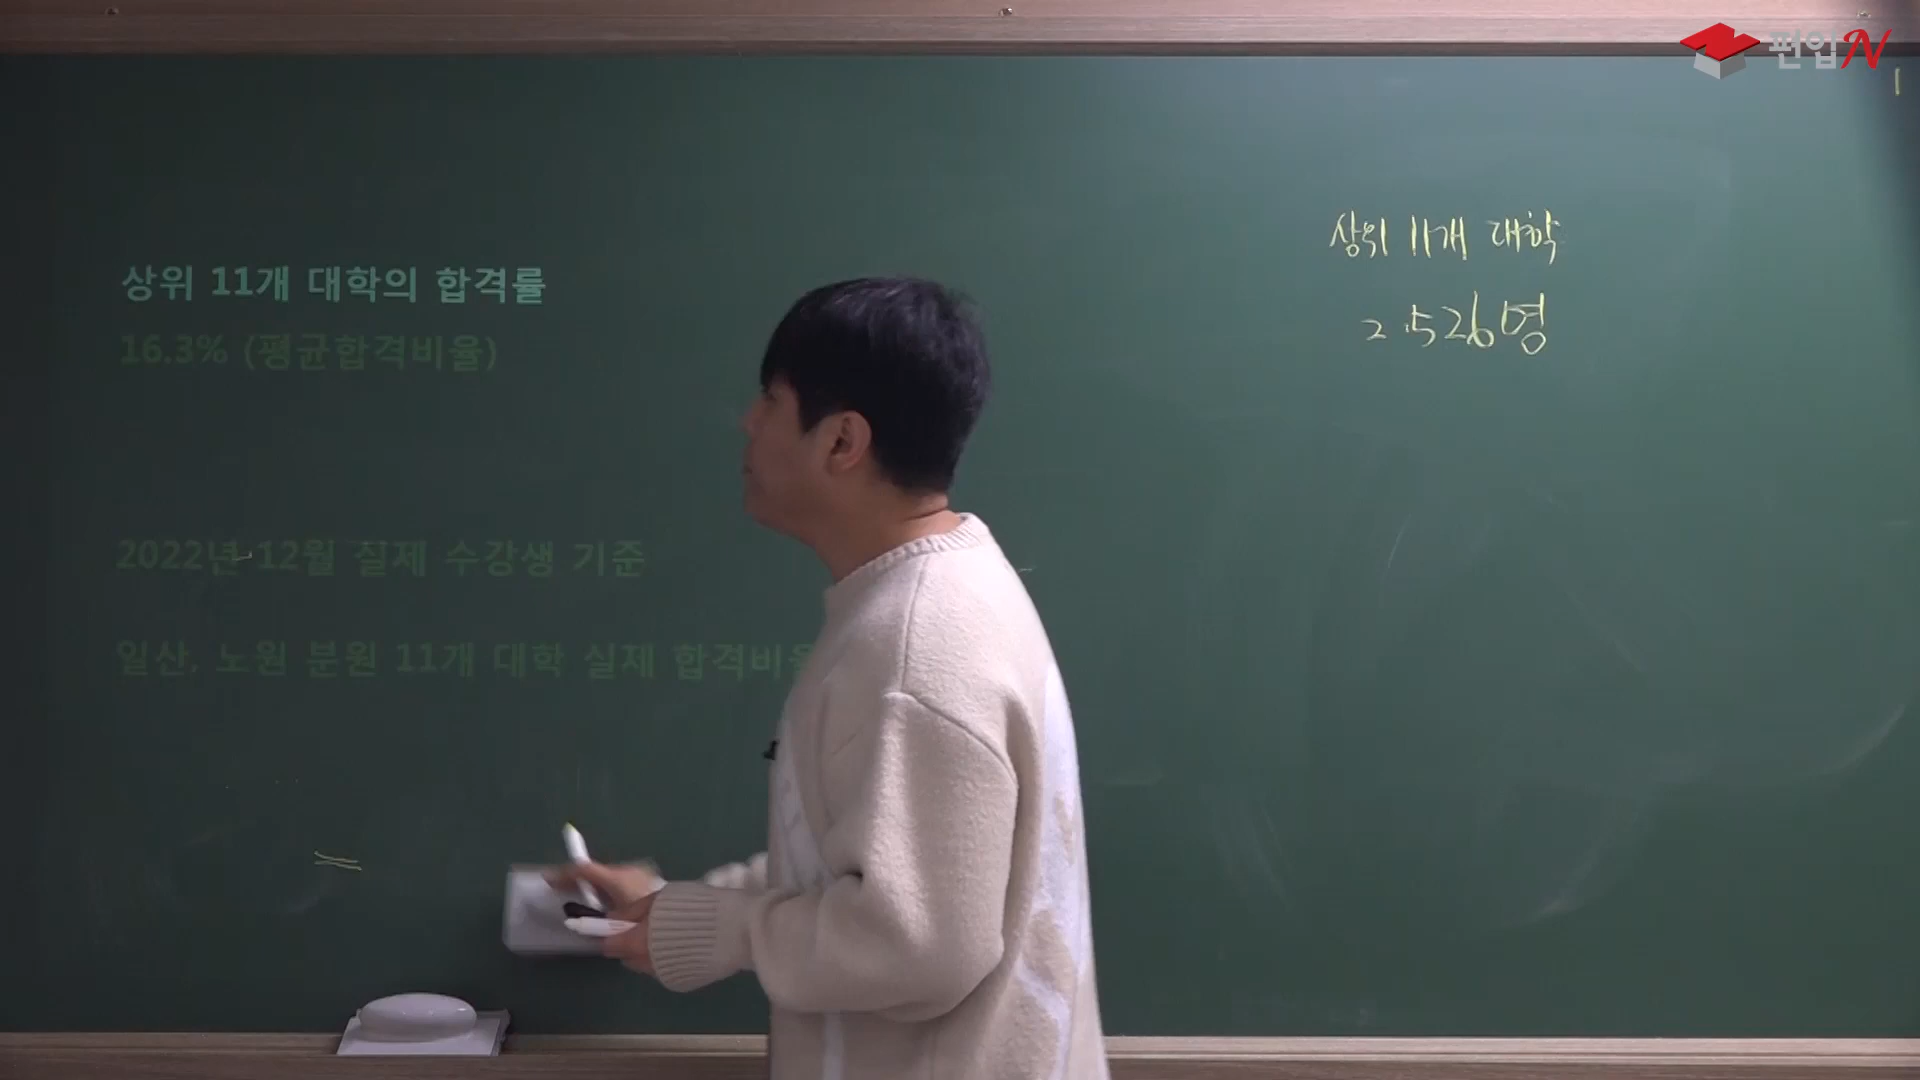 편입N
상위 11개 대학의 합격률
16.3% (평균합격비율)
2022년 12월 실제 수강생 기준
일산, 노원 분원 11개 대학 실제 합격비율
상위 11개 대학
2.526명